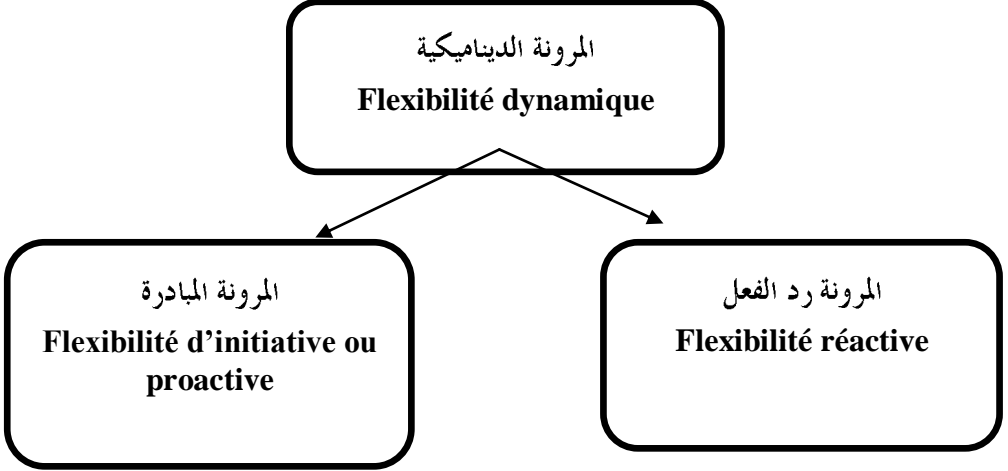 المرونة الديناميكية
Flexibilité dynamique
المرونة المبادرة
Flexibilité d’initiative ou
proactive
المرونة رد الفعل
Flexibilité réactive